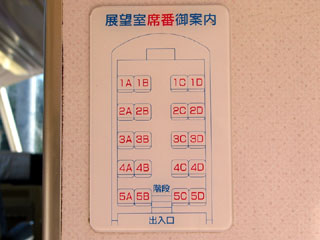 展望室席番御案内
1A 1B 1C 1D
2A 2B 2C 2D
3A 3B 3C 3D
4A 4B 4C 4D
階段
5A 5B 5C 5D
出入口